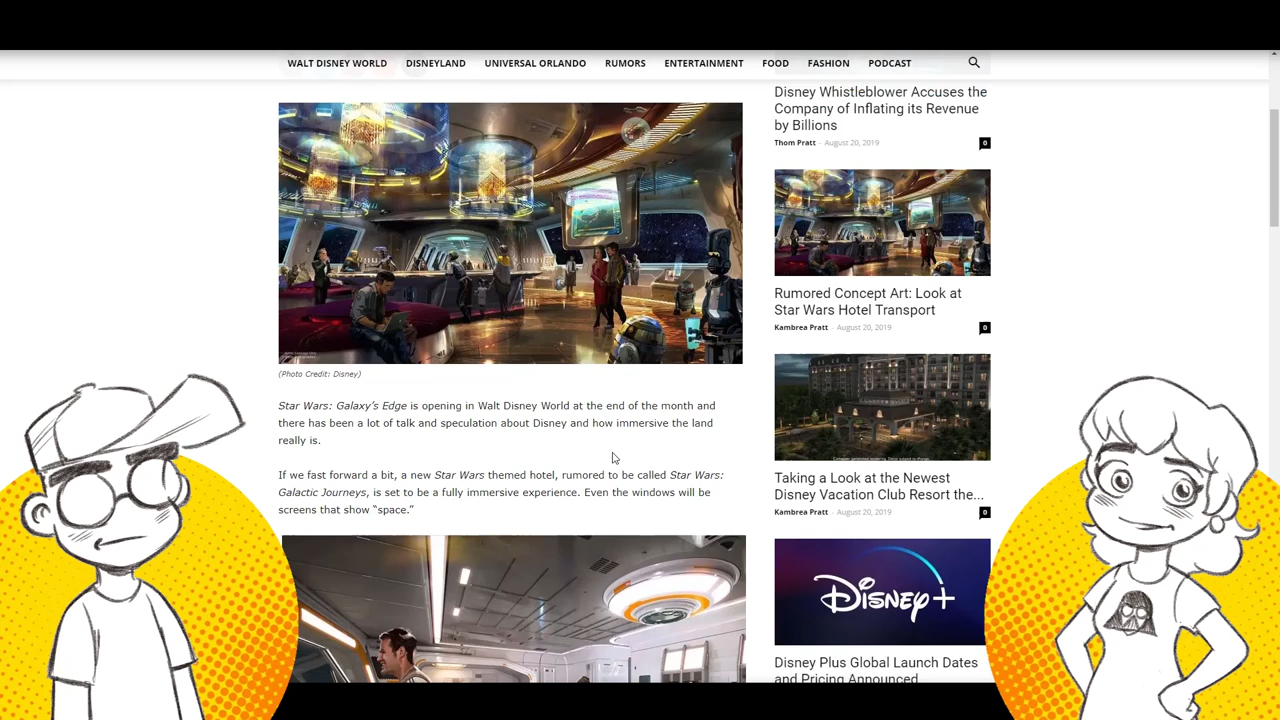 WALT DISNEY WORLD DISNEYLAND UNIVERSAL ORLANDO RUMORS ENTERTAINMENT FOOD FASHION PODCAST
(Photo Credit: Disney)
Star Wars: Galaxy's Edge is opening in Walt Disney World at the end of the month and
there has been a lot of talk and speculation about Disney and how immersive the land
really is.
If we fast forward a bit, a new Star Wars themed hotel, rumored to be called Star Wars:
Galactic Journeys, is set to be a fully immersive experience. Even the windows will be
screens that show “space.”
Disney Whistleblower Accuses the
Company of Inflating its Revenue
by Billions
Thom Pratt - August 20, 2019 0
Rumored Concept Art: Look at
Star Wars Hotel Transport
Kambrea Pratt - August 20, 2019 0
Taking a Look at the Newest
Disney Vacation Club Resort the...
Kambrea Pratt - August 20, 2019 0
Disney+
Disney Plus Global Launch Dates
and Pricing Announced